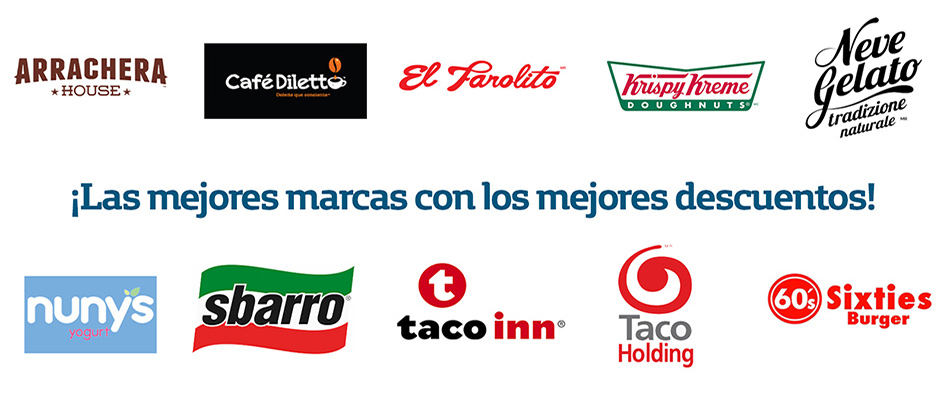 ARRACHERA
★ HOUSE ★
Café Diletto
El Farolito
Krispy Kreme
DOUGHNUTS®
Neve
Gelato
tradizione
naturale
¡Las mejores marcas con los mejores descuentos!
nuny's
yogurt
sbarro®
t
taco inn®
Taco
Holding
60's Sixties
Burger